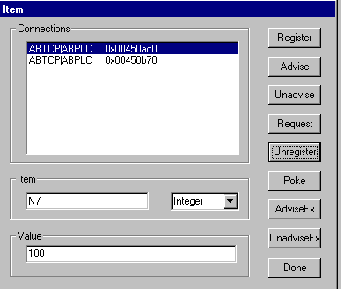 Item
Connections
Register
ABTCP|ABPLC 0x00450ac0
ABTCP|ABPLC 0x00450b70
Advise
Unadvise
Request
Unregister
Item
Poke
N7 Integer
AdviseEx
Value
UnadviseEx
100
Done